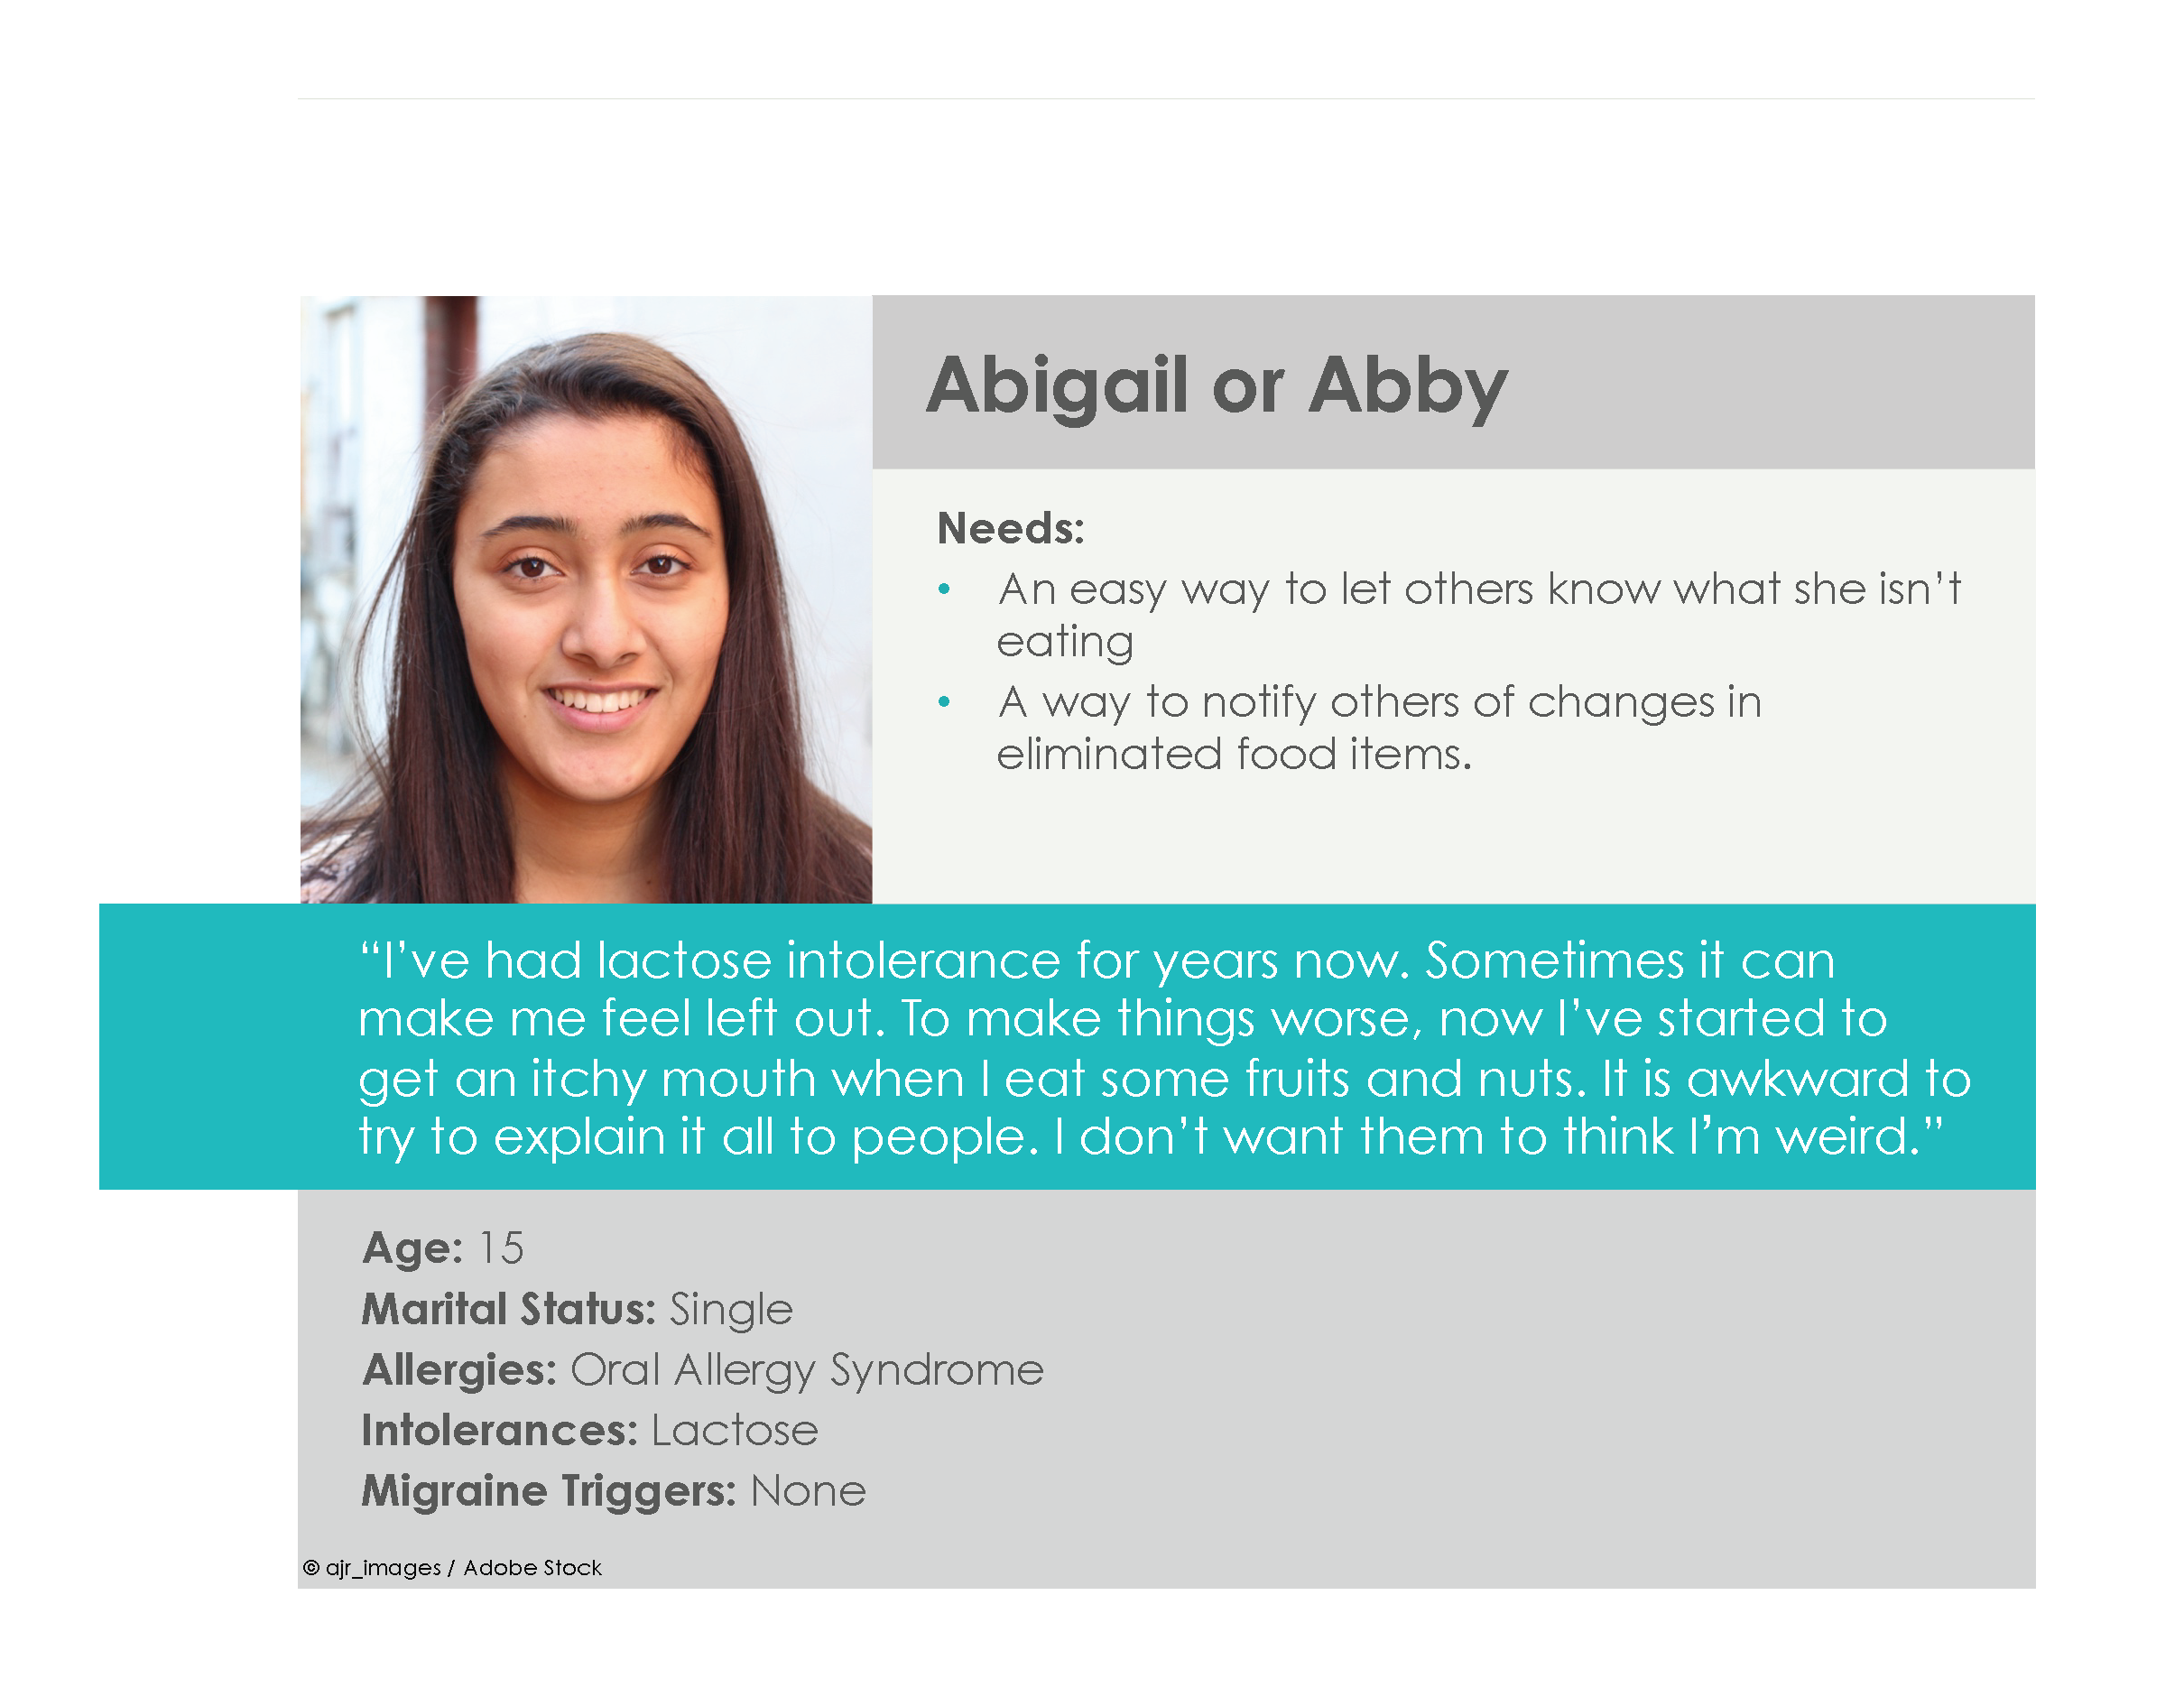 Abigail or Abby
Needs:
• An easy way to let others know what she isn’t
eating
• A way to notify others of changes in
eliminated food items.
“I’ve had lactose intolerance for years now. Sometimes it can
make me feel left out. To make things worse, now I’ve started to
get an itchy mouth when I eat some fruits and nuts. It is awkward to
try to explain it all to people. I don’t want them to think I’m weird.”
Age: 15
Marital Status: Single
Allergies: Oral Allergy Syndrome
Intolerances: Lactose
Migraine Triggers: None
© ajr_images / Adobe Stock